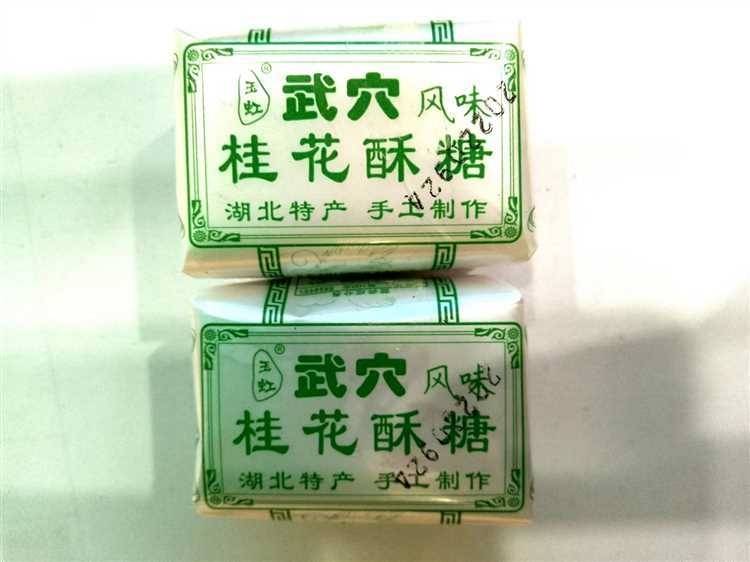 玉虹®
武穴 风味
桂花酥糖
湖北特产 手工制作
玉虹®
武穴 风味
桂花酥糖
湖北特产 手工制作